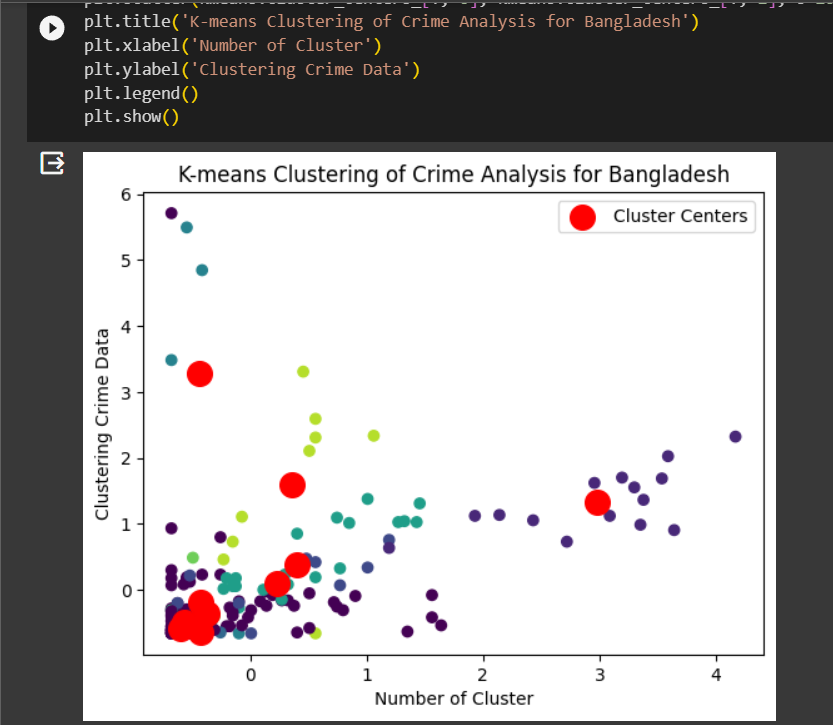 plt.title('K-means Clustering of Crime Analysis for Bangladesh')
plt.xlabel('Number of Cluster')
plt.ylabel('Clustering Crime Data')
plt.legend()
plt.show()
K-means Clustering of Crime Analysis for Bangladesh
Cluster Centers
6
5
4
3
2
1
0
Clustering Crime Data
0 1 2 3 4
Number of Cluster